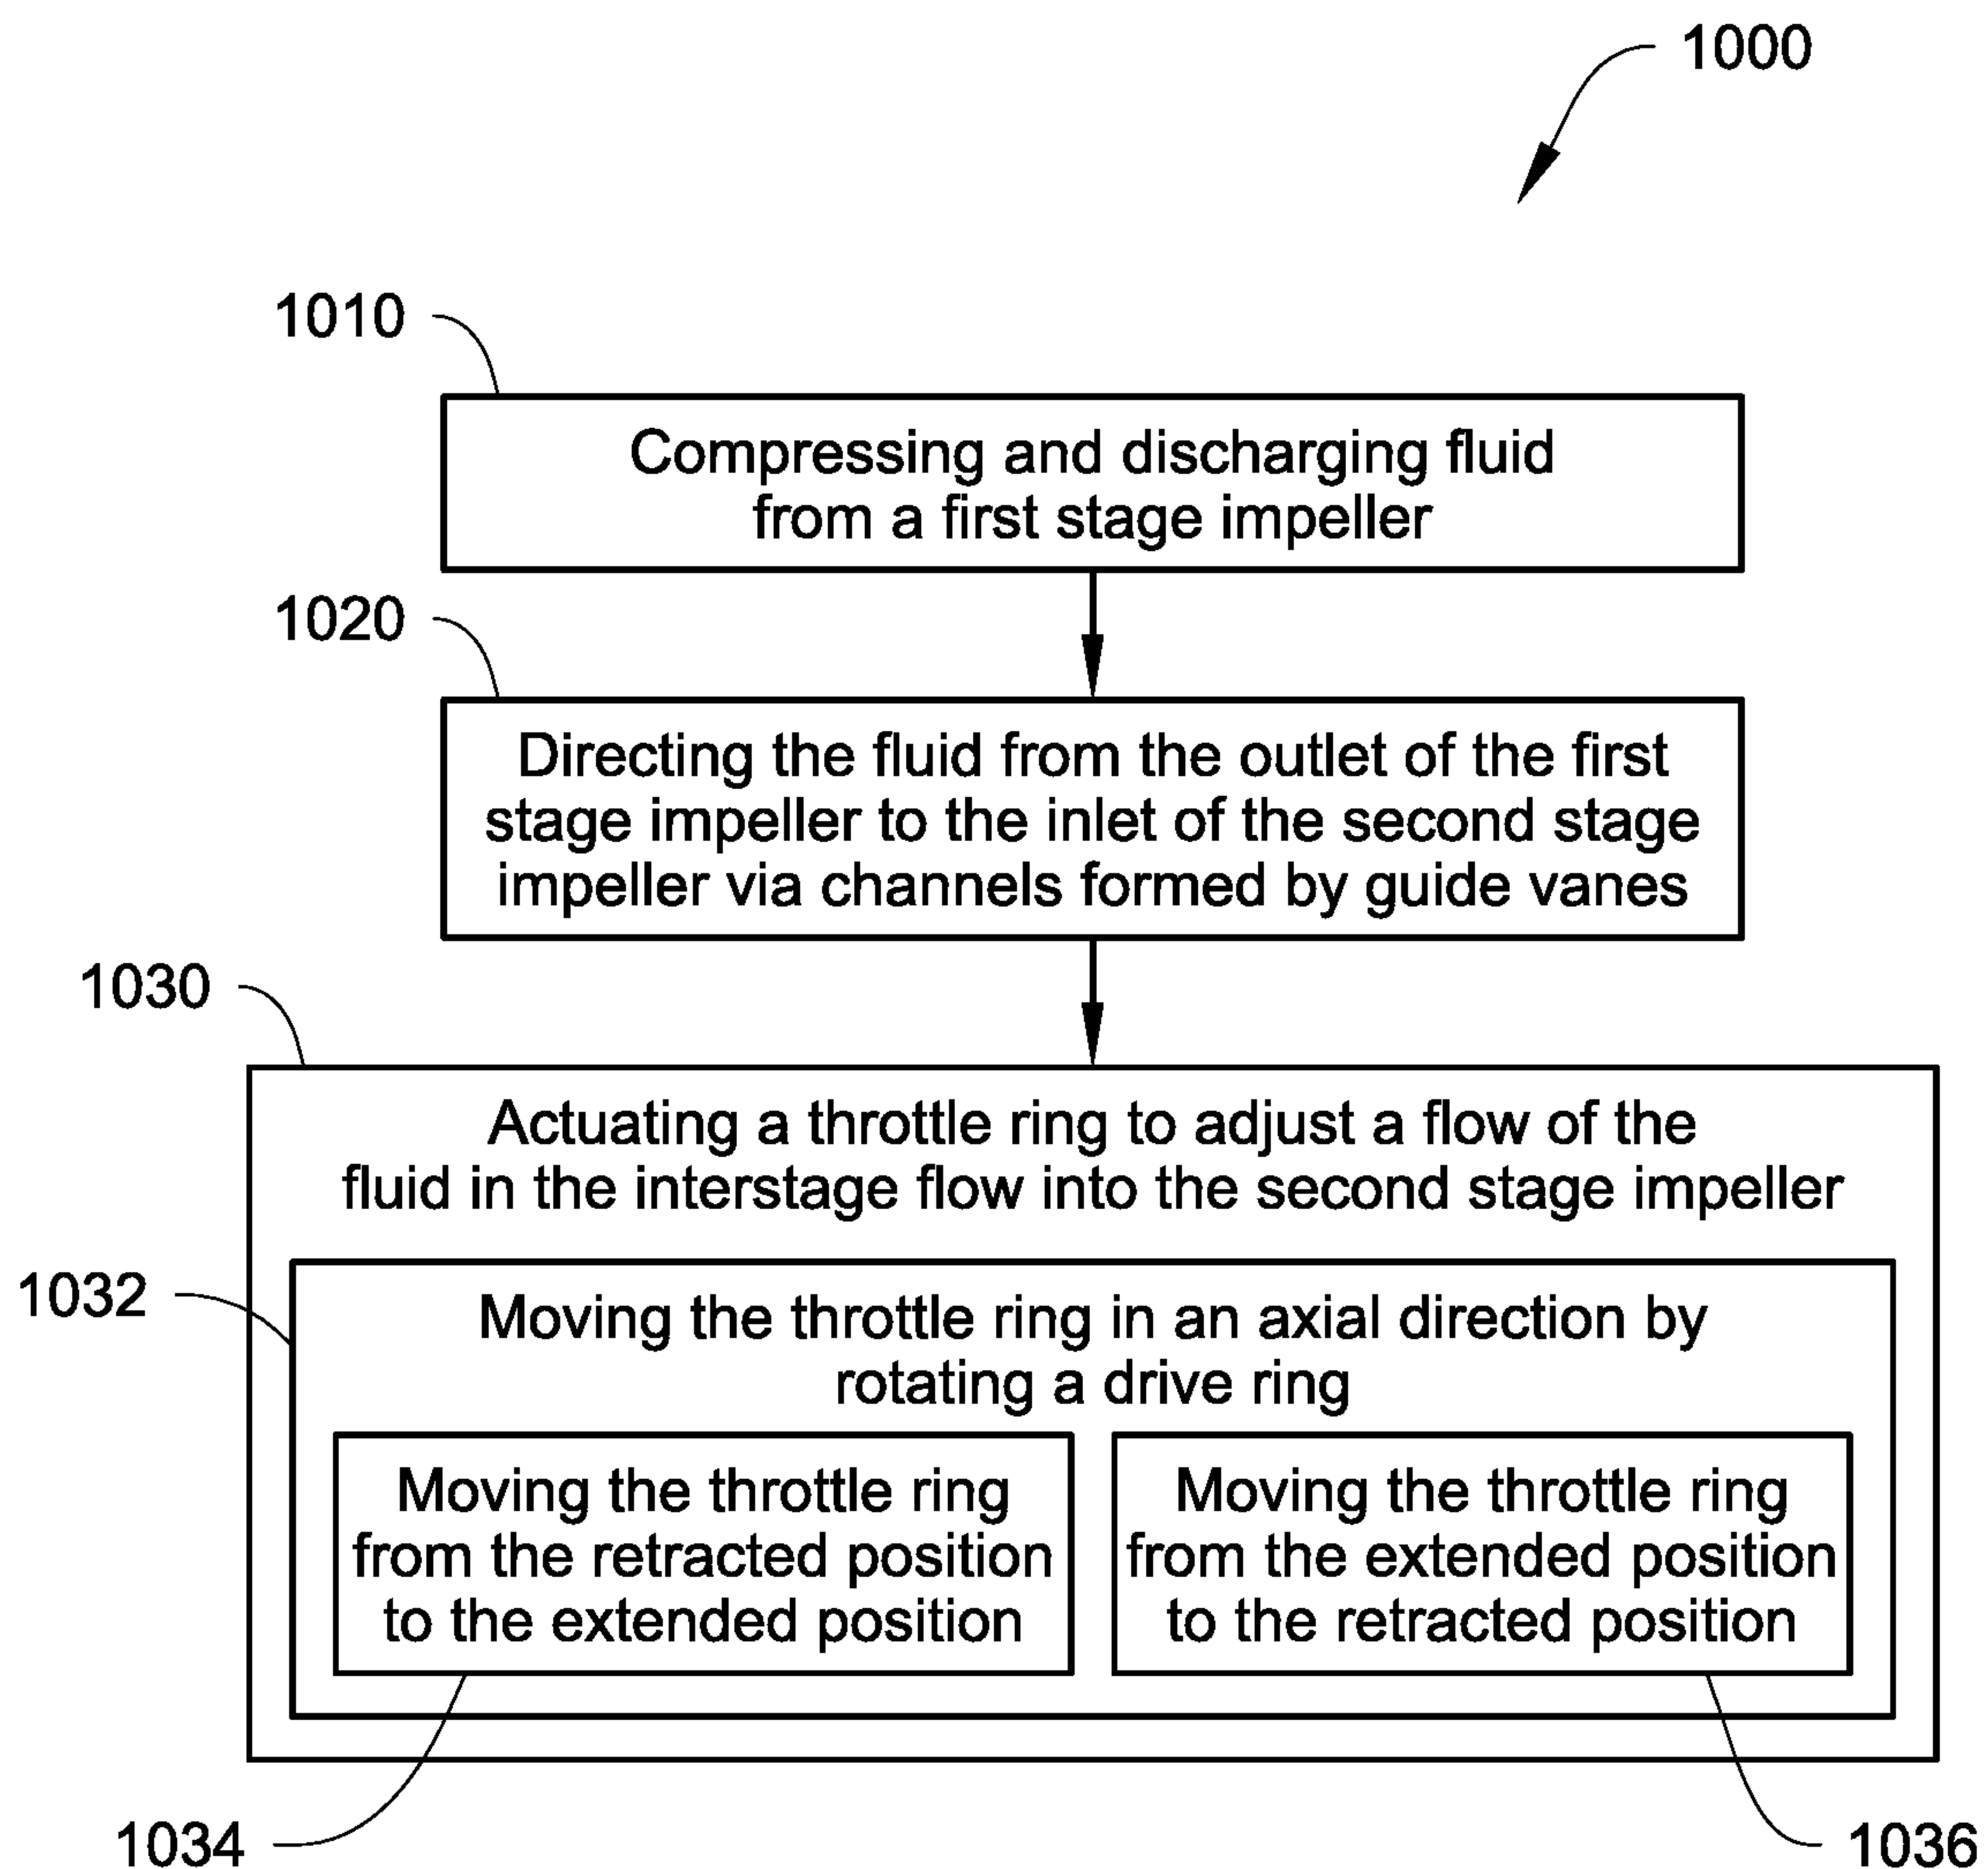 1000
1010
Compressing and discharging fluid
from a first stage impeller
1020
Directing the fluid from the outlet of the first
stage impeller to the inlet of the second stage
impeller via channels formed by guide vanes
1030
Actuating a throttle ring to adjust a flow of the
fluid in the interstage flow into the second stage impeller
1032
Moving the throttle ring in an axial direction by
rotating a drive ring
Moving the throttle ring
from the retracted position
to the extended position
Moving the throttle ring
from the extended position
to the retracted position
1034
1036